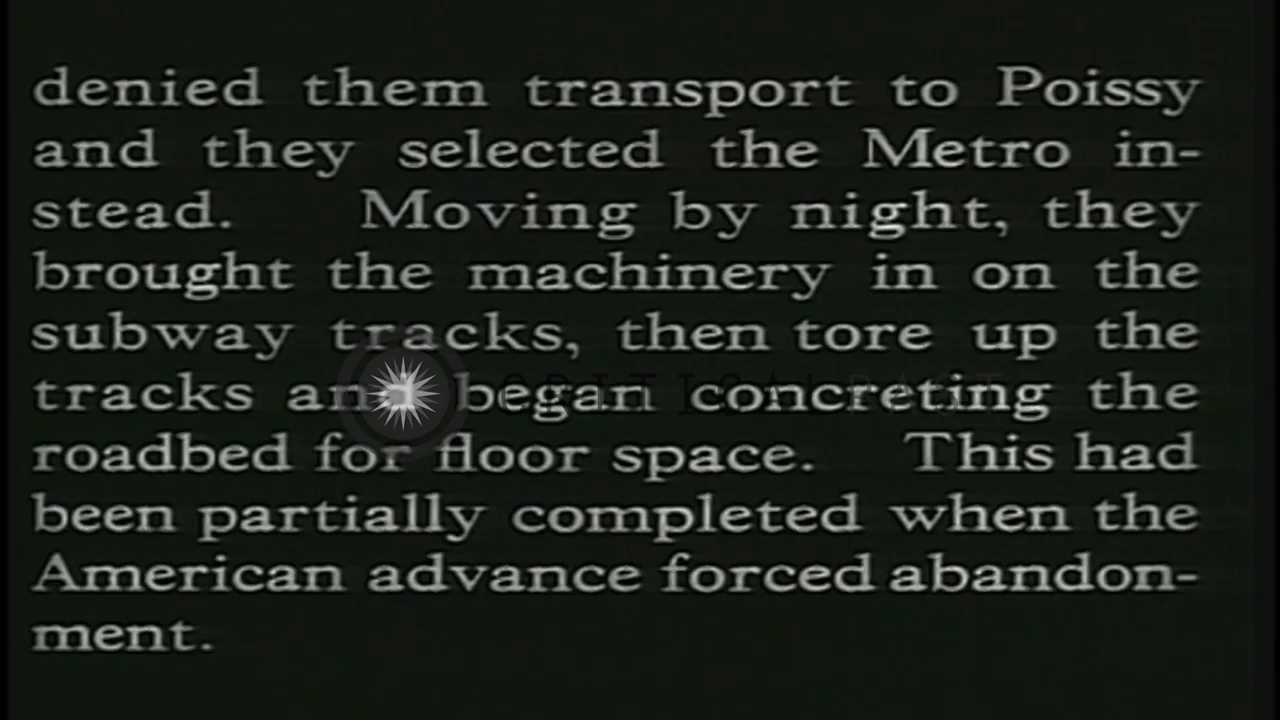 denied them transport to Poissy
and they selected the Metro in-
stead. Moving by night, they
brought the machinery in on the
subway tracks, then tore up the
tracks and began concreting the
roadbed for floor space. This had
been partially completed when the
American advance forced abandon-
ment.
CRITICALPAST